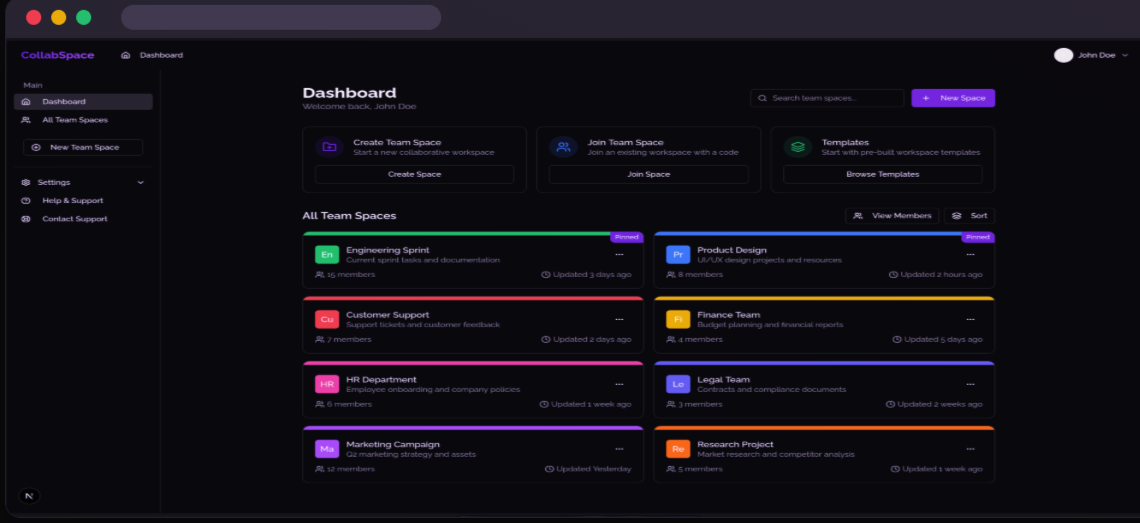 CollabSpace
Dashboard
John Doe
Main
Dashboard
All Team Spaces
New Team Space
Settings
Help & Support
Contact Support
N
Dashboard
Welcome back, John Doe
Search team spaces..
+ New Space
Create Team Space
Start a new collaborative workspace
Create Space
Join Team Space
Join an existing workspace with a code
Join Space
Templates
Start with pre-built workspace templates
Browse Templates
All Team Spaces
View Members
Sort
Pinned
En
Engineering Sprint
Current sprint tasks and documentation
15 members
Updated 3 days ago
Pinned
Pr
Product Design
UI/UX design projects and resources
8 members
Updated 2 hours ago
Cu
Customer Support
Support tickets and customer feedback
7 members
Updated 2 days ago
Fi
Finance Team
Budget planning and financial reports
4 members
Updated 5 days ago
HR
HR Department
Employee onboarding and company policies
6 members
Updated 1 week ago
Le
Legal Team
Contracts and compliance documents
3 members
Updated 2 weeks ago
Ma
Marketing Campaign
Q2 marketing strategy and assets
12 members
Updated Yesterday
Re
Research Project
Market research and competitor analysis
5 members
Updated 1 week ago